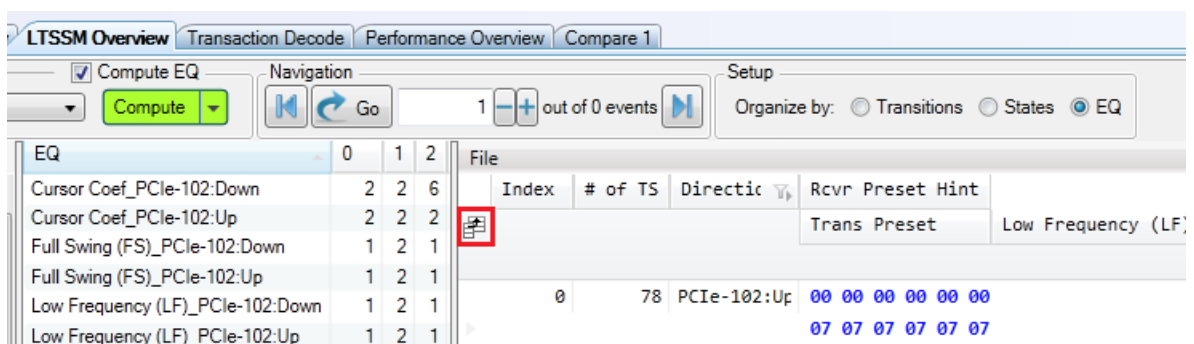 LTSSM Overview Transaction Decode Performance Overview Compare 1
Compute EQ Navigation Setup
Compute Go 1 out of 0 events Organize by: Transitions States EQ
EQ 0 1 2 File
Cursor Coef_PCIe-102:Down 2 2 6 Index # of TS Directic Rcvr Preset Hint
Cursor Coef_PCIe-102:Up 2 2 2 Trans Preset Low Frequency (LF)
Full Swing (FS)_PCIe-102:Down 1 2 1
Full Swing (FS)_PCIe-102:Up 1 2 1
Low Frequency (LF)_PCIe-102:Down 1 2 1 0 78 PCIe-102:Up 00 00 00 00 00 00
Low Frequency (LF)_PCIe-102:Up 1 2 1 07 07 07 07 07 07